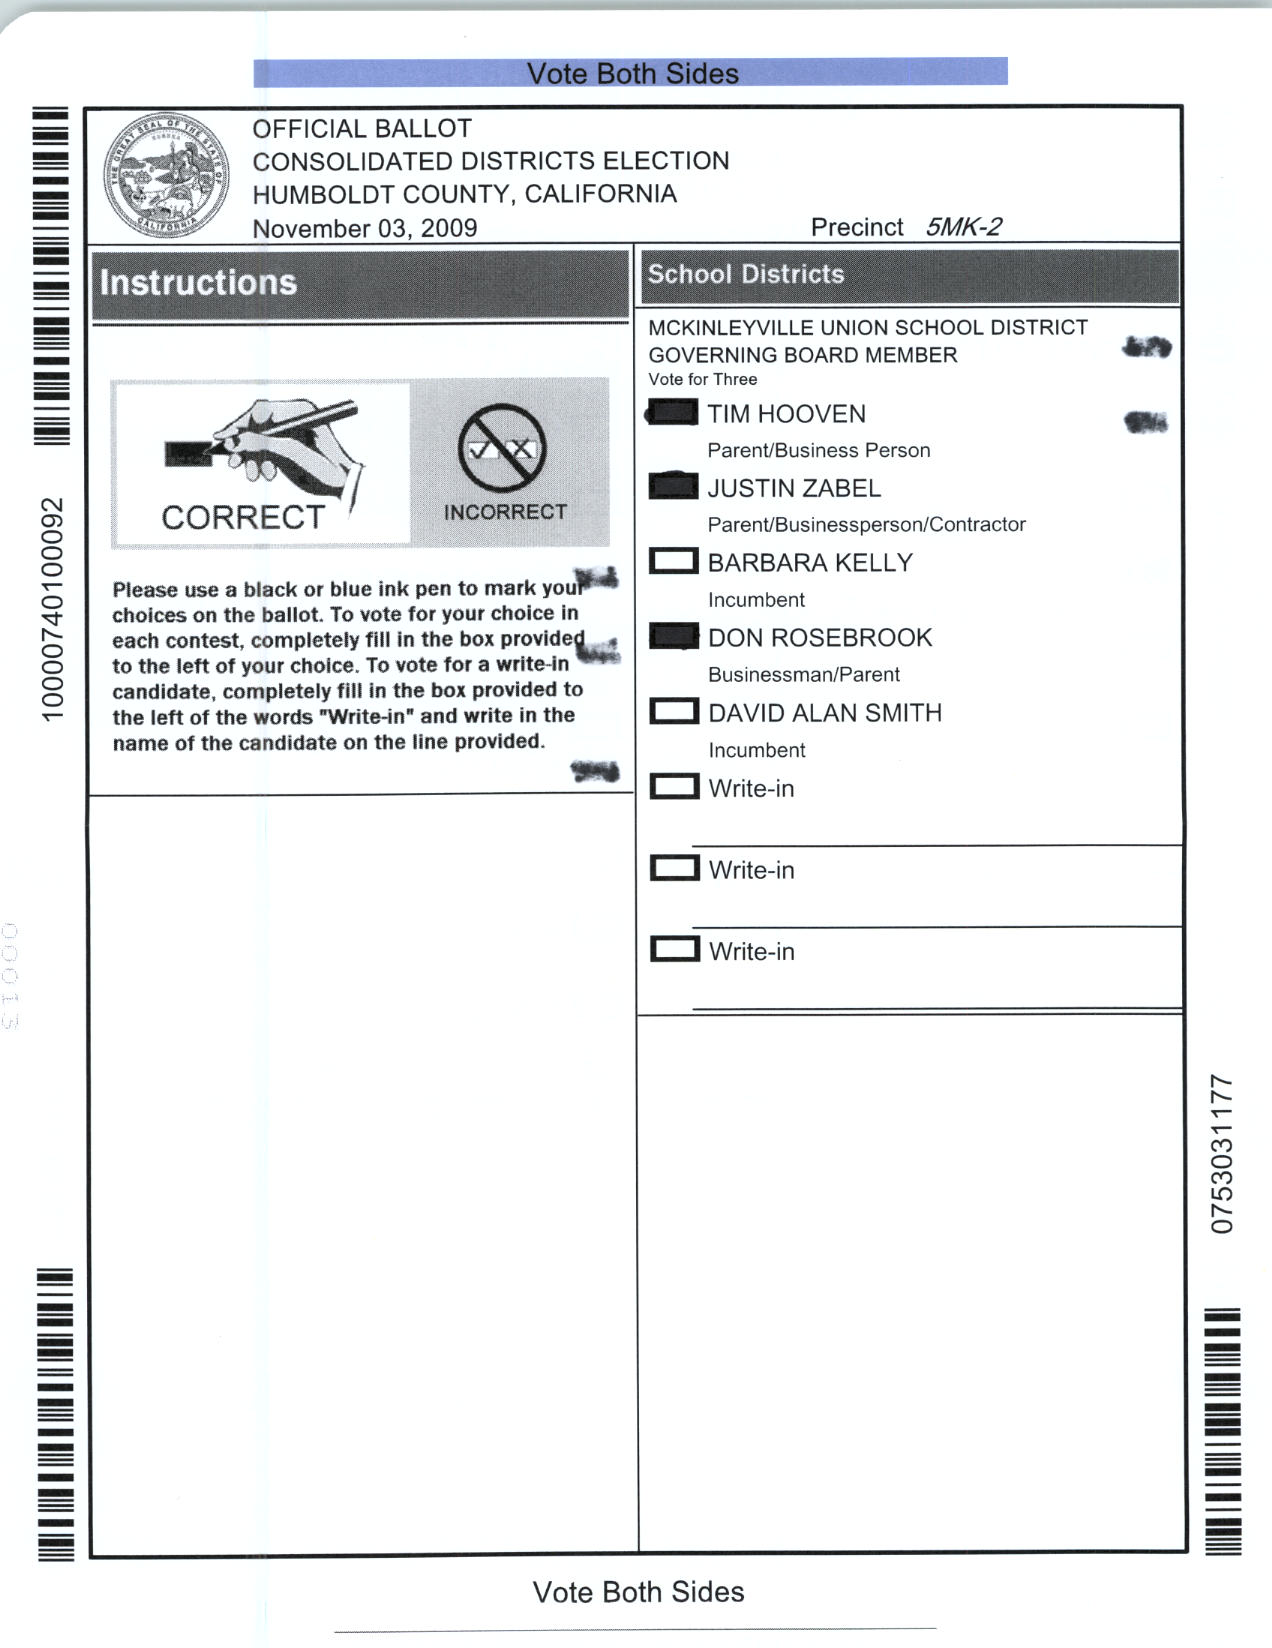 Vote Both Sides
OFFICIAL BALLOT
CONSOLIDATED DISTRICTS ELECTION
HUMBOLDT COUNTY, CALIFORNIA
November 03, 2009
Precinct 5MK-2
THE GREAT SEAL OF THE STATE OF CALIFORNIA
EUREKA
Instructions
CORRECT
INCORRECT
Please use a black or blue ink pen to mark your
choices on the ballot. To vote for your choice in
each contest, completely fill in the box provided
to the left of your choice. To vote for a write-in
candidate, completely fill in the box provided to
the left of the words "Write-in" and write in the
name of the candidate on the line provided.
School Districts
MCKINLEYVILLE UNION SCHOOL DISTRICT
GOVERNING BOARD MEMBER
Vote for Three
TIM HOOVEN
Parent/Business Person
JUSTIN ZABEL
Parent/Businessperson/Contractor
BARBARA KELLY
Incumbent
DON ROSEBROOK
Businessman/Parent
DAVID ALAN SMITH
Incumbent
Write-in
Write-in
Write-in
10000740100092
00015
0753031177
Vote Both Sides